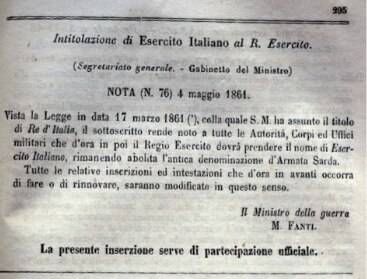 295
Intitolazione di Esercito Italiano al R. Esercito.
(Segretariato generale. - Gabinetto del Ministro)
NOTA (N. 76) 4 maggio 1861.
Vista la Legge in data 17 marzo 1861 (¹), colla quale S. M. ha assunto il titolo
di Re d'Italia, il sottoscritto rende noto a tutte le Autorità, Corpi ed Uffici
militari che d'ora in poi il Regio Esercito dovrà prendere il nome di Eser-
cito Italiano, rimanendo abolita l'antica denominazione d'Armata Sarda.
Tutte le relative inscrizioni ed intestazioni che d'ora in avanti occorra
di fare o di rinnovare, saranno modificate in questo senso.
Il Ministro della guerra
M. FANTI.
La presente inserzione serve di partecipazione ufficiale.